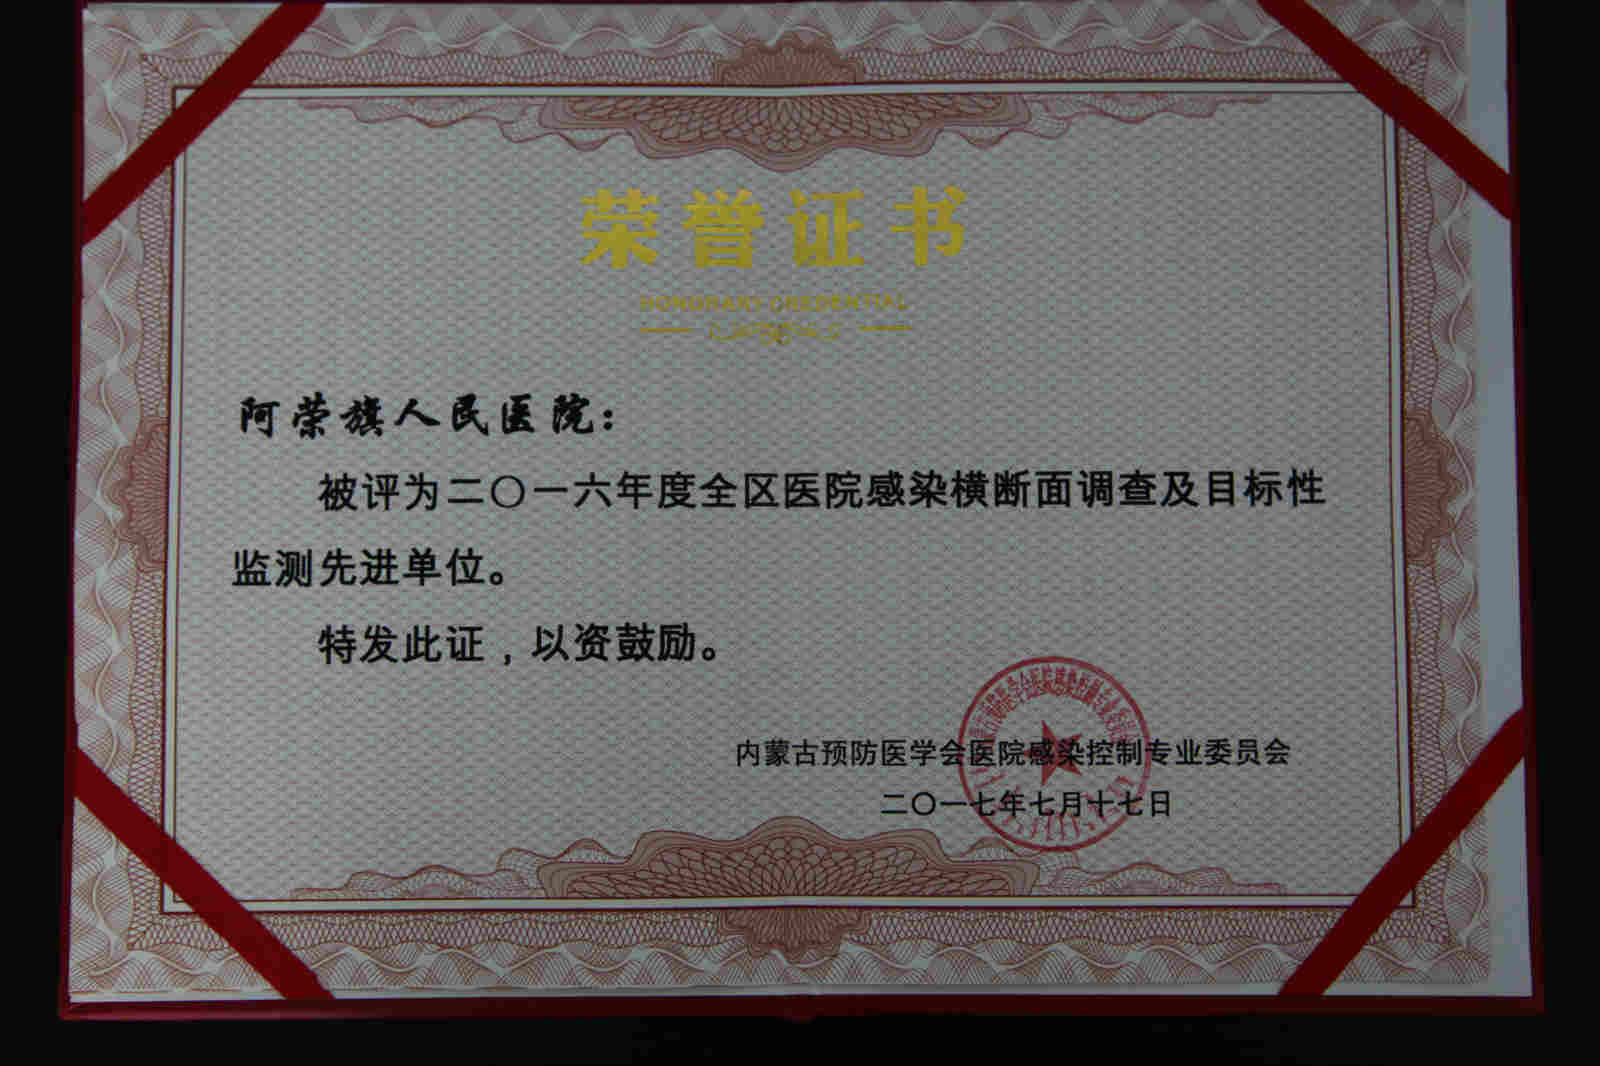 荣誉证书
HONORARY CREDENTIAL
阿荣旗人民医院：
被评为二〇一六年度全区医院感染横断面调查及目标性
监测先进单位。
特发此证，以资鼓励。
内蒙古预防医学会医院感染控制专业委员会
二〇一七年七月十七日